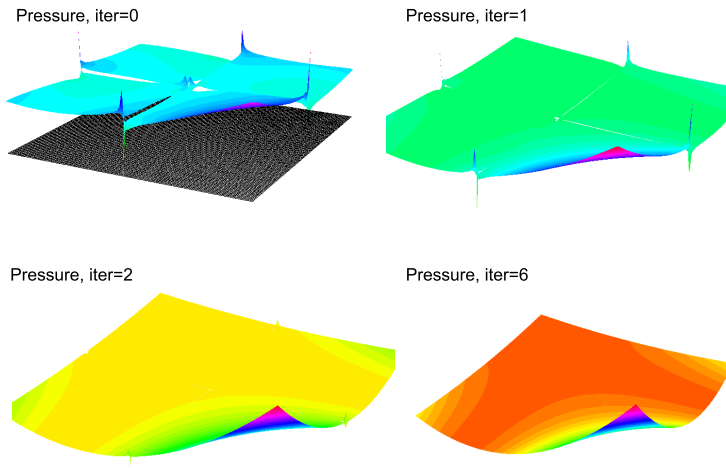 Pressure, iter=0
Pressure, iter=1
Pressure, iter=2
Pressure, iter=6